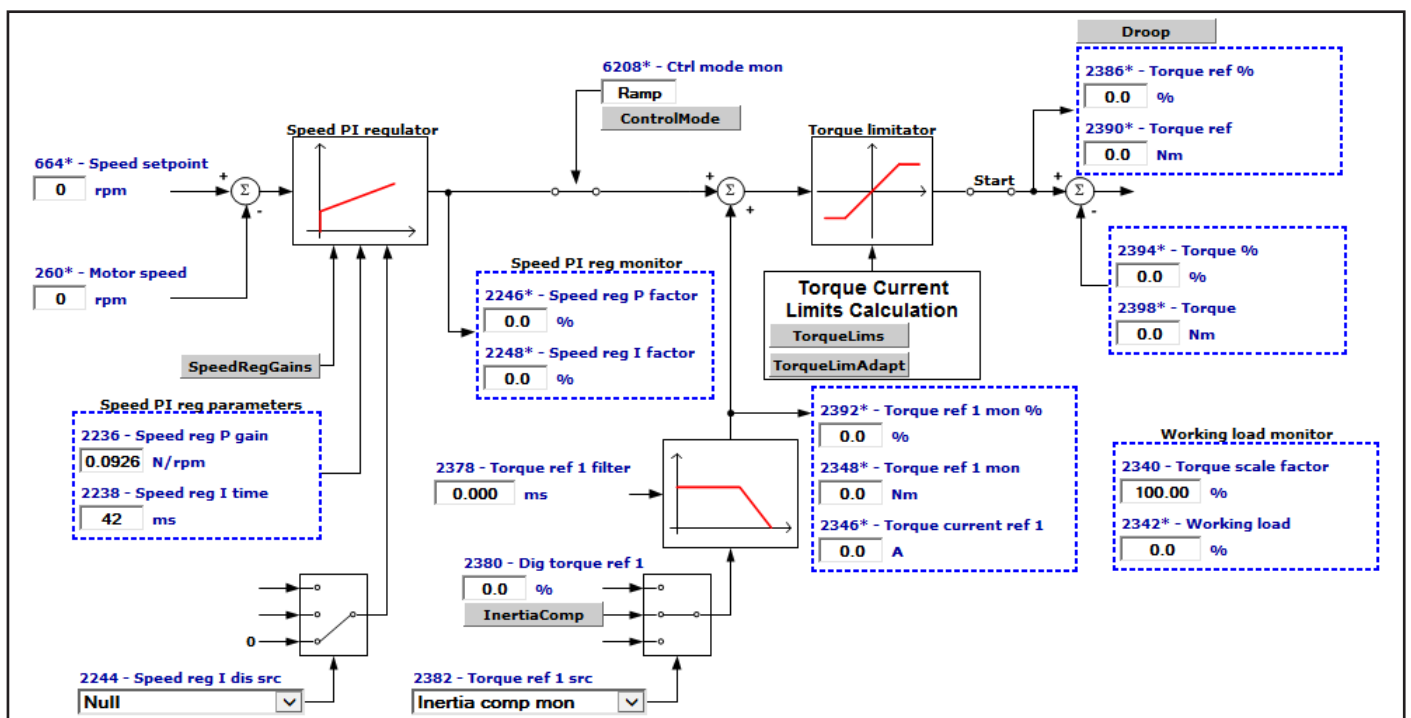 Droop
6208* - Ctrl mode mon
Ramp
ControlMode
2386* - Torque ref %
0.0 %
2390* - Torque ref
0.0 Nm
Speed PI regulator
Torque limitator
664* - Speed setpoint
0 rpm
+
Σ
-
+
Σ
+
Start
+
Σ
-
260* - Motor speed
0 rpm
Speed PI reg monitor
2246* - Speed reg P factor
0.0 %
2248* - Speed reg I factor
0.0 %
Torque Current
Limits Calculation
TorqueLims
TorqueLimAdapt
2394* - Torque %
0.0 %
2398* - Torque
0.0 Nm
SpeedRegGains
Speed PI reg parameters
2236 - Speed reg P gain
0.0926 N/rpm
2238 - Speed reg I time
42 ms
2378 - Torque ref 1 filter
0.000 ms
2392* - Torque ref 1 mon %
0.0 %
2348* - Torque ref 1 mon
0.0 Nm
2346* - Torque current ref 1
0.0 A
Working load monitor
2340 - Torque scale factor
100.00 %
2342* - Working load
0.0 %
2380 - Dig torque ref 1
0.0 %
InertiaComp
0
2244 - Speed reg I dis src
Null
2382 - Torque ref 1 src
Inertia comp mon